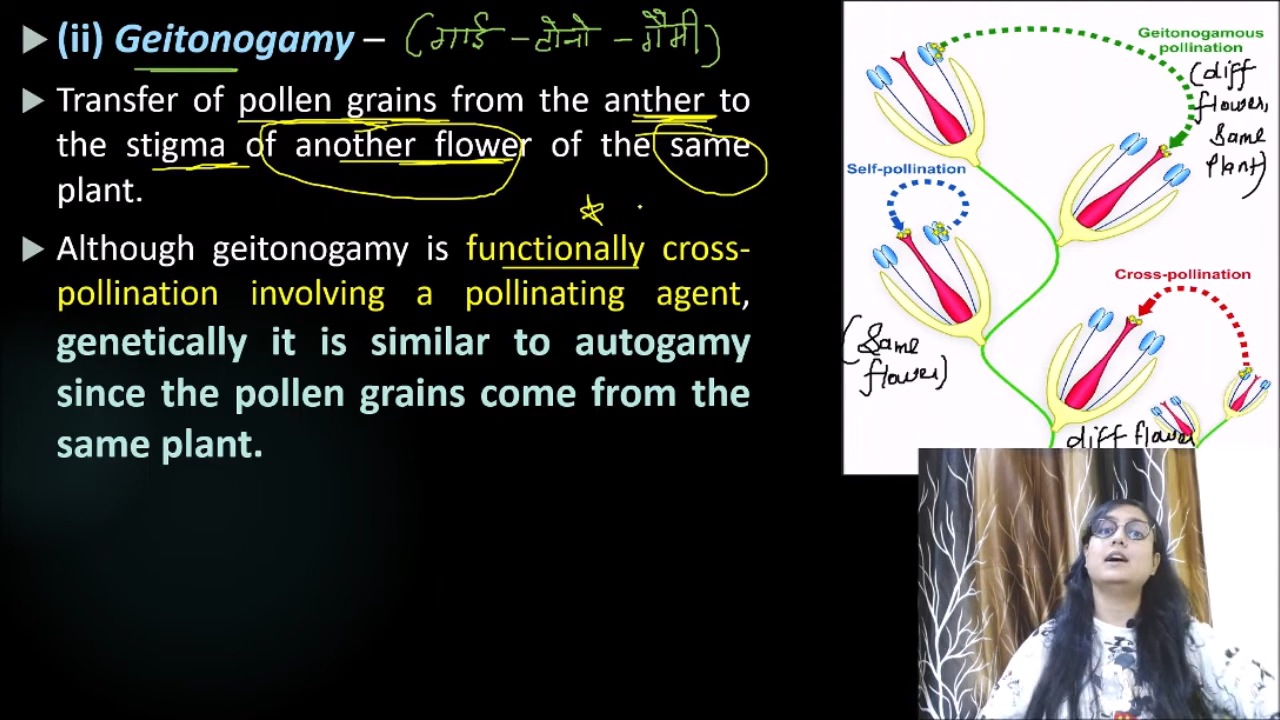 (ii) Geitonogamy – (गाई - टोनो - गैमी)
Transfer of pollen grains from the anther to
the stigma of another flower of the same
plant.
Although geitonogamy is functionally cross-
pollination involving a pollinating agent,
genetically it is similar to autogamy
since the pollen grains come from the
same plant.
Geitonogamous
pollination
(diff
flower,
same
plant)
Self-pollination
(Same
flower)
Cross-pollination
diff flower